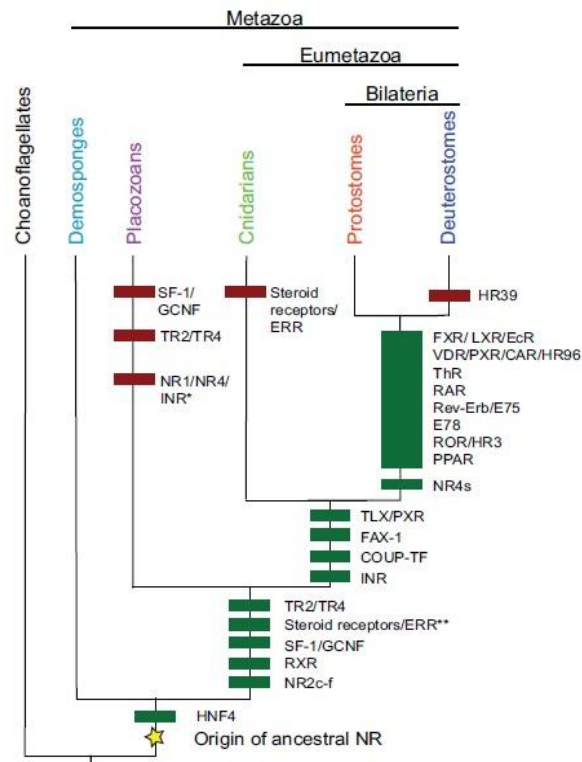 Metazoa
Eumetazoa
Bilateria
Choanoflagellates
Demosponges
Placozoans
Cnidarians
Protostomes
Deuterostomes
SF-1/
GCNF
TR2/TR4
NR1/NR4/
INR*
Steroid
receptors/
ERR
HR39
FXR/ LXR/EcR
VDR/PXR/CAR/HR96
ThR
RAR
Rev-Erb/E75
E78
ROR/HR3
PPAR
NR4s
TLX/PXR
FAX-1
COUP-TF
INR
TR2/TR4
Steroid receptors/ERR**
SF-1/GCNF
RXR
NR2c-f
HNF4
Origin of ancestral NR